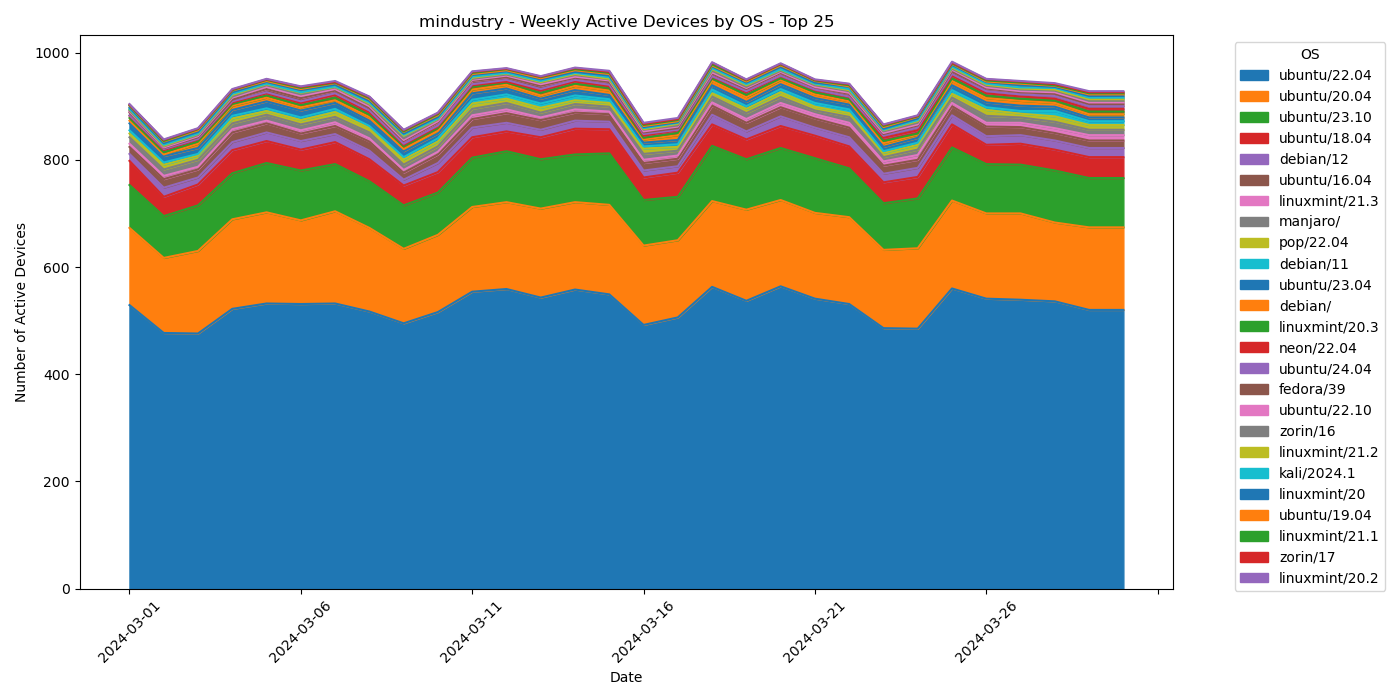 mindustry - Weekly Active Devices by OS - Top 25
Number of Active Devices
1000
800
600
400
200
0
2024-03-01
2024-03-06
2024-03-11
2024-03-16
2024-03-21
2024-03-26
Date
OS
ubuntu/22.04
ubuntu/20.04
ubuntu/23.10
ubuntu/18.04
debian/12
ubuntu/16.04
linuxmint/21.3
manjaro/
pop/22.04
debian/11
ubuntu/23.04
debian/
linuxmint/20.3
neon/22.04
ubuntu/24.04
fedora/39
ubuntu/22.10
zorin/16
linuxmint/21.2
kali/2024.1
linuxmint/20
ubuntu/19.04
linuxmint/21.1
zorin/17
linuxmint/20.2